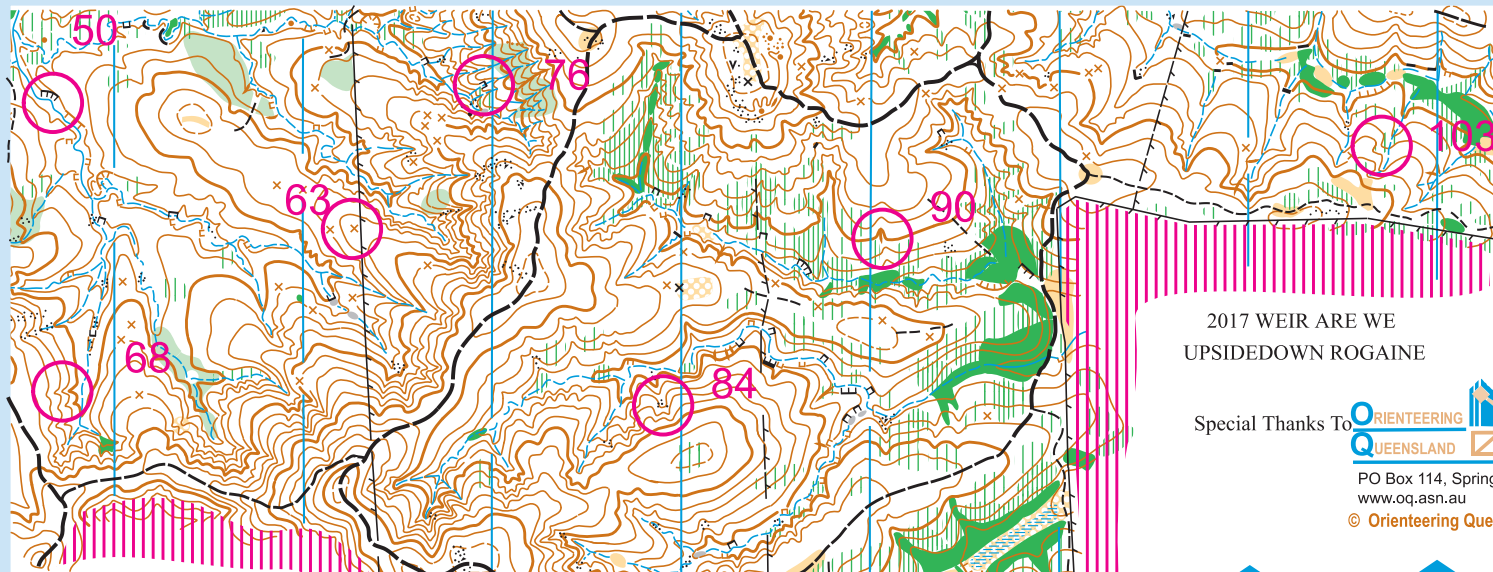 50
76
103
63
90
2017 WEIR ARE WE
UPSIDEDOWN ROGAINE
68
84
Special Thanks To
ORIENTEERING
QUEENSLAND
PO Box 114, Spring
www.oq.asn.au
© Orienteering Que